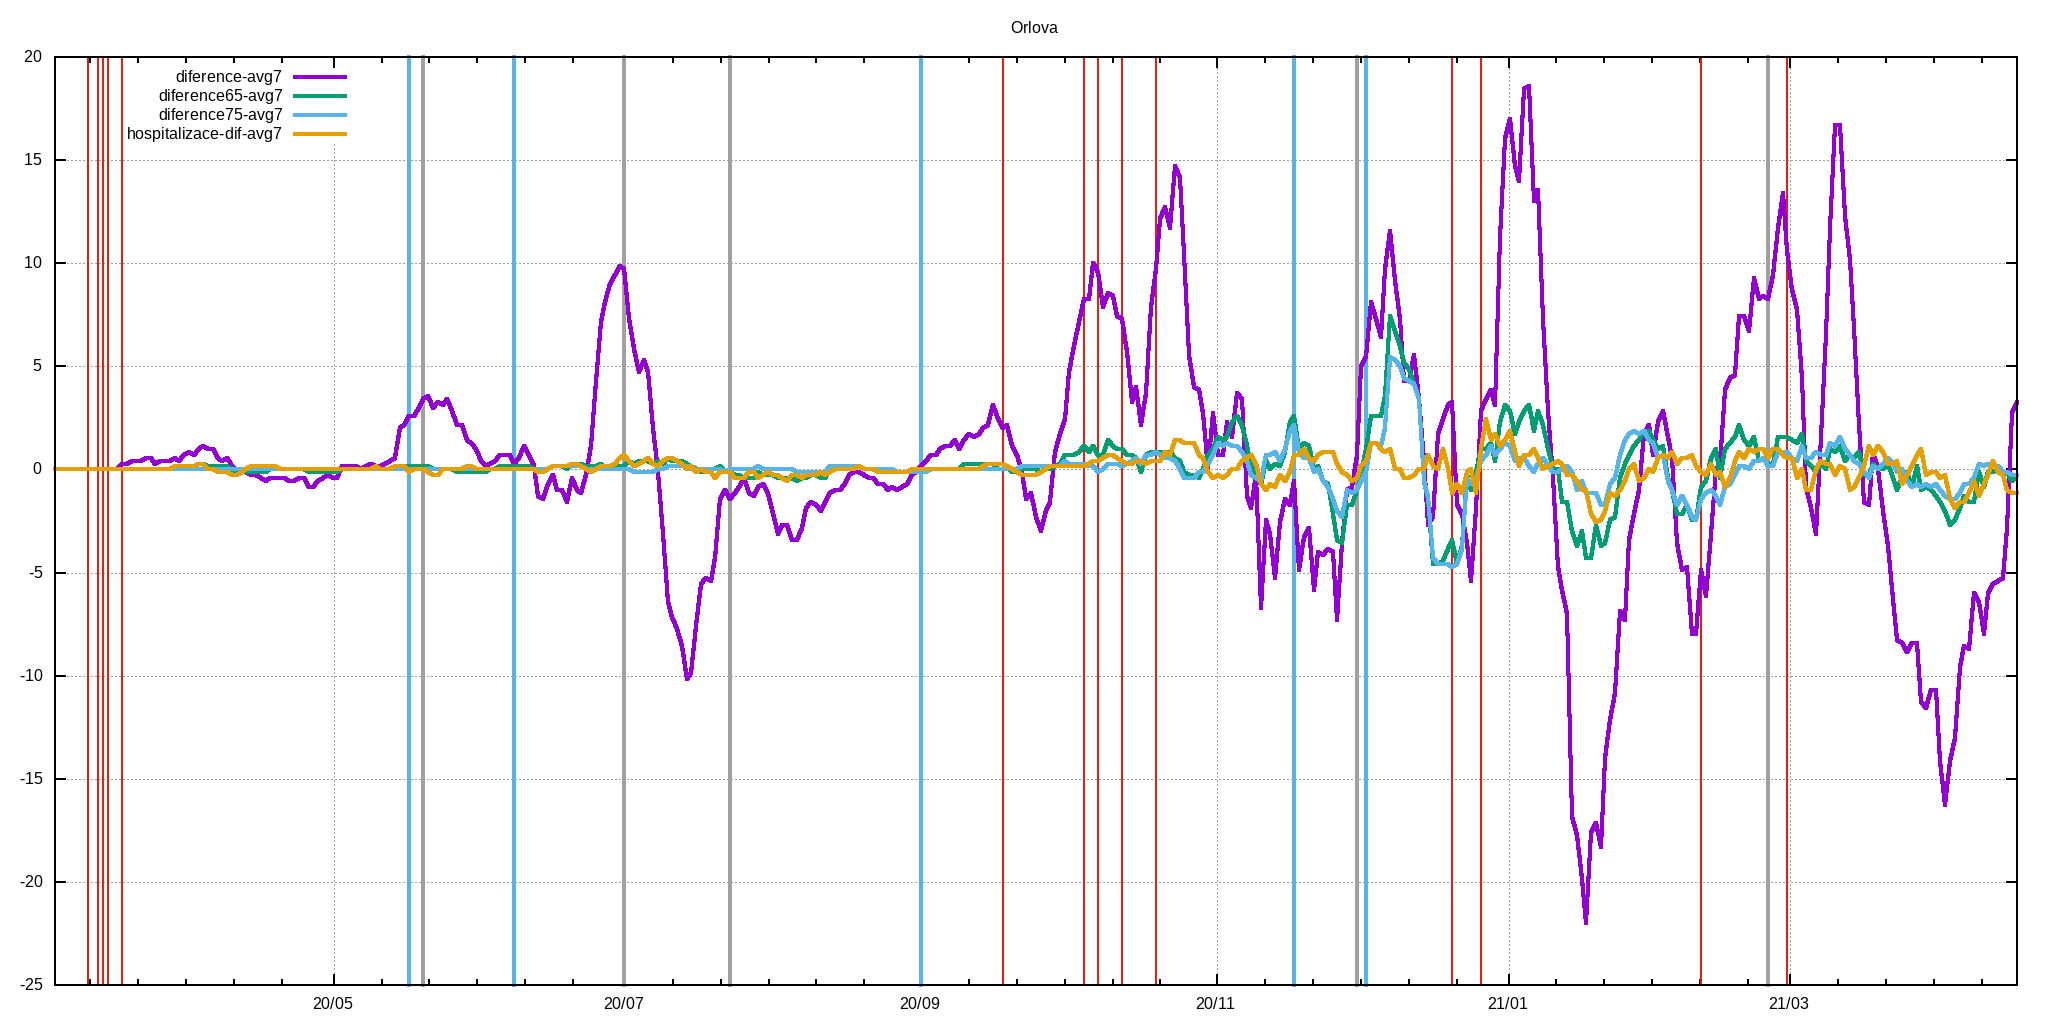 Orlova
diference-avg7
diference65-avg7
diference75-avg7
hospitalizace-dif-avg7
20
15
10
5
0
-5
-10
-15
-20
-25
20/05 20/07 20/09 20/11 21/01 21/03